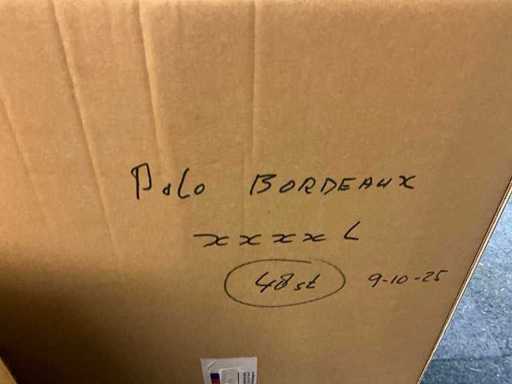 Polo BORDEAUX
xxxxL
48st 9-10-25